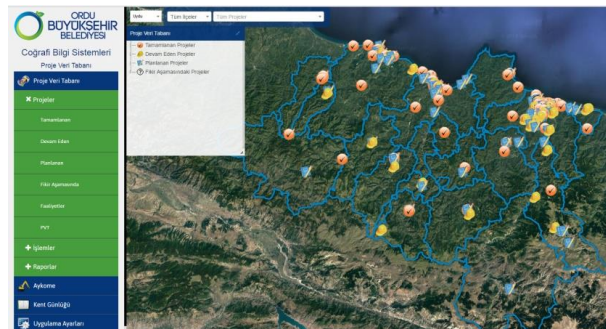 ORDU
BÜYÜKŞEHİR
BELEDİYESİ
Coğrafi Bilgi Sistemleri
Proje Veri Tabanı
Proje Veri Tabanı
Projeler
Tamamlanan
Devam Eden
Planlanan
Fikir Aşamasında
Faaliyetler
PVT
İşlemler
Raporlar
Aykome
Kent Günlüğü
Uygulama Ayarları
Tüm İlçeler
Tüm Projeler
Proje Veri Tabanı
Tamamlanan Projeler
Devam Eden Projeler
Planlanan Projeler
Fikir Aşamasındaki Projeler